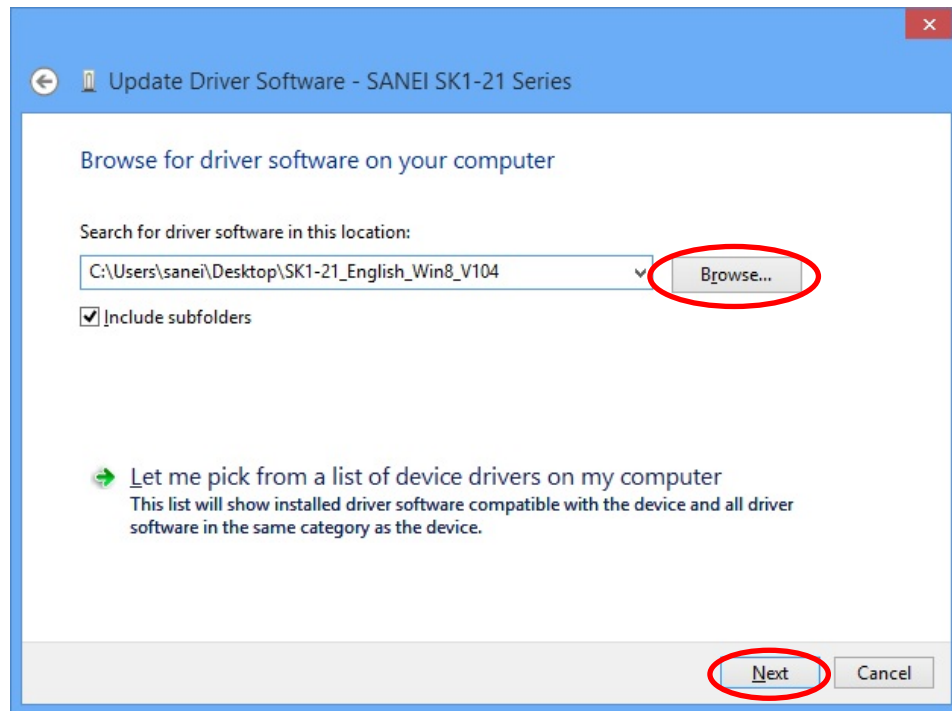 Update Driver Software - SANEI SK1-21 Series
Browse for driver software on your computer
Search for driver software in this location:
C:\Users\sanei\Desktop\SK1-21_English_Win8_V104
Browse...
Include subfolders
Let me pick from a list of device drivers on my computer
This list will show installed driver software compatible with the device and all driver
software in the same category as the device.
Next
Cancel